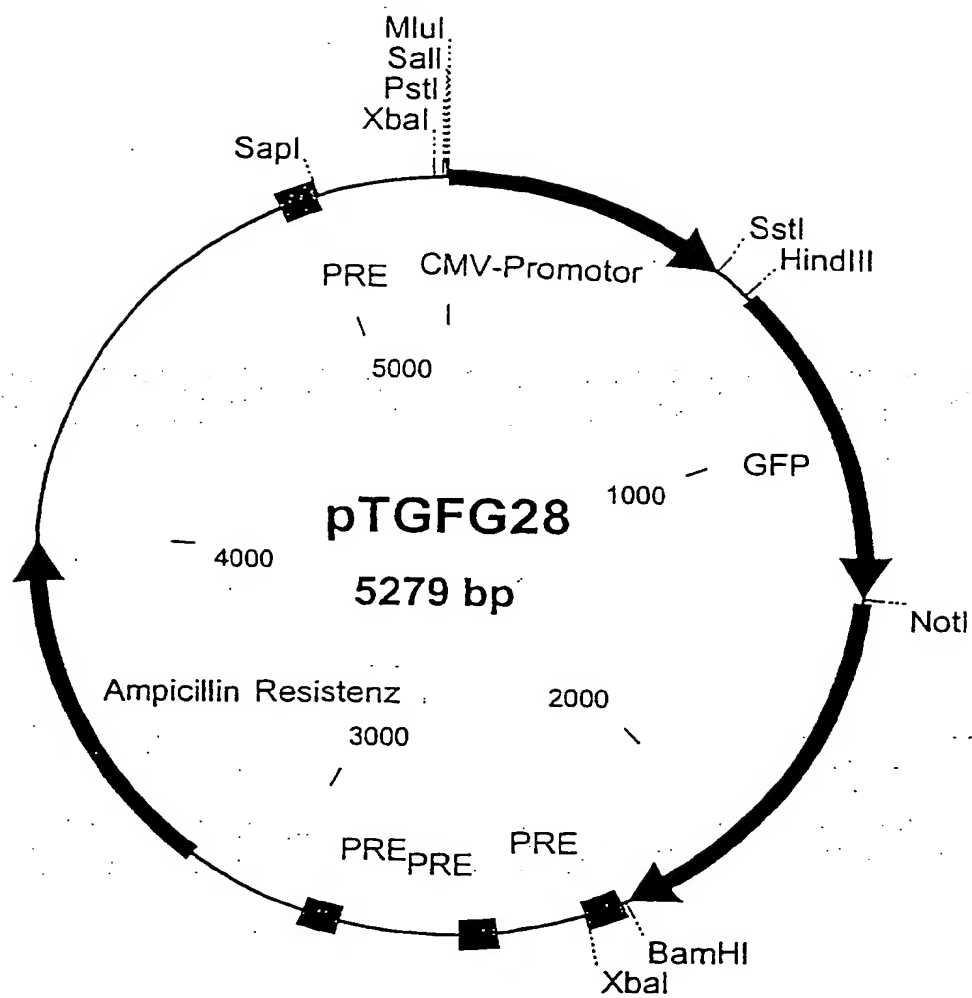 MluI
SalI
PstI
XbaI
SapI
SstI
HindIII
PRE
CMV-Promotor
5000
GFP
1000
pTGFG28
4000
5279 bp
NotI
Ampicillin Resistenz
2000
3000
PRE
PRE
PRE
BamHI
XbaI